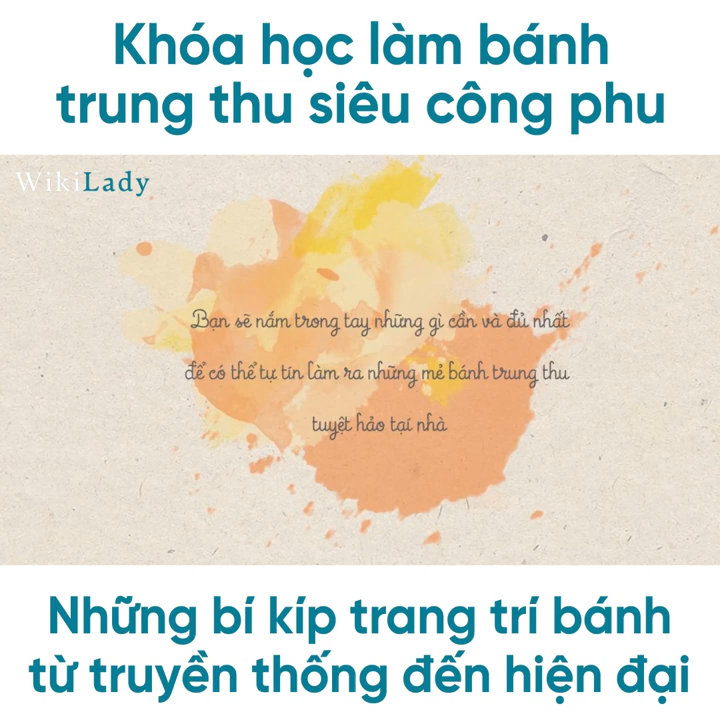 Khóa học làm bánh
trung thu siêu công phu
WikiLady
Bạn sẽ nắm trong tay những gì cần và đủ nhất
để có thể tự tin làm ra những mẻ bánh trung thu
tuyệt hảo tại nhà
Những bí kíp trang trí bánh
từ truyền thống đến hiện đại